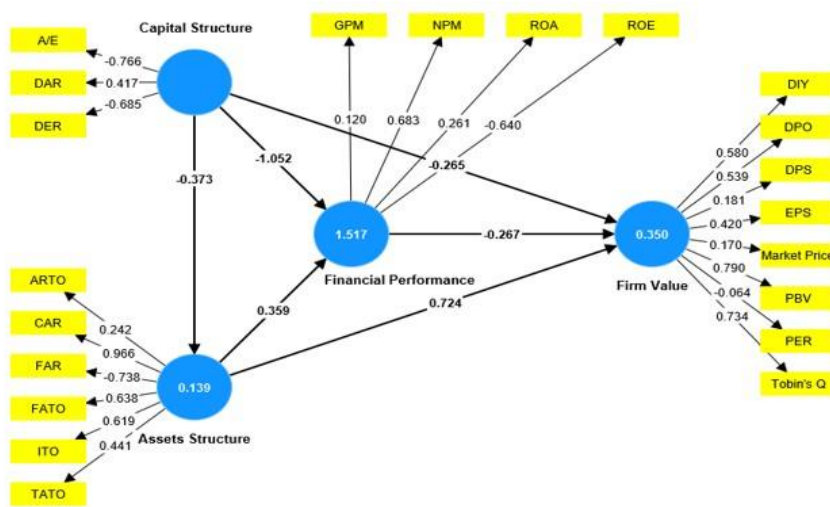 Capital Structure
GPM
NPM
ROA
ROE
A/E
DAR
DER
-0.766
0.417
-0.685
0.120
0.683
0.261
-0.640
-1.052
-0.265
-0.373
DIY
DPO
DPS
EPS
Market Price
PBV
PER
Tobin's Q
0.580
0.539
0.181
0.420
0.170
0.790
-0.064
0.734
1.517
-0.267
0.350
Financial Performance
Firm Value
0.359
0.724
ARTO
CAR
FAR
FATO
ITO
TATO
0.242
0.966
-0.738
0.638
0.619
0.441
0.139
Assets Structure